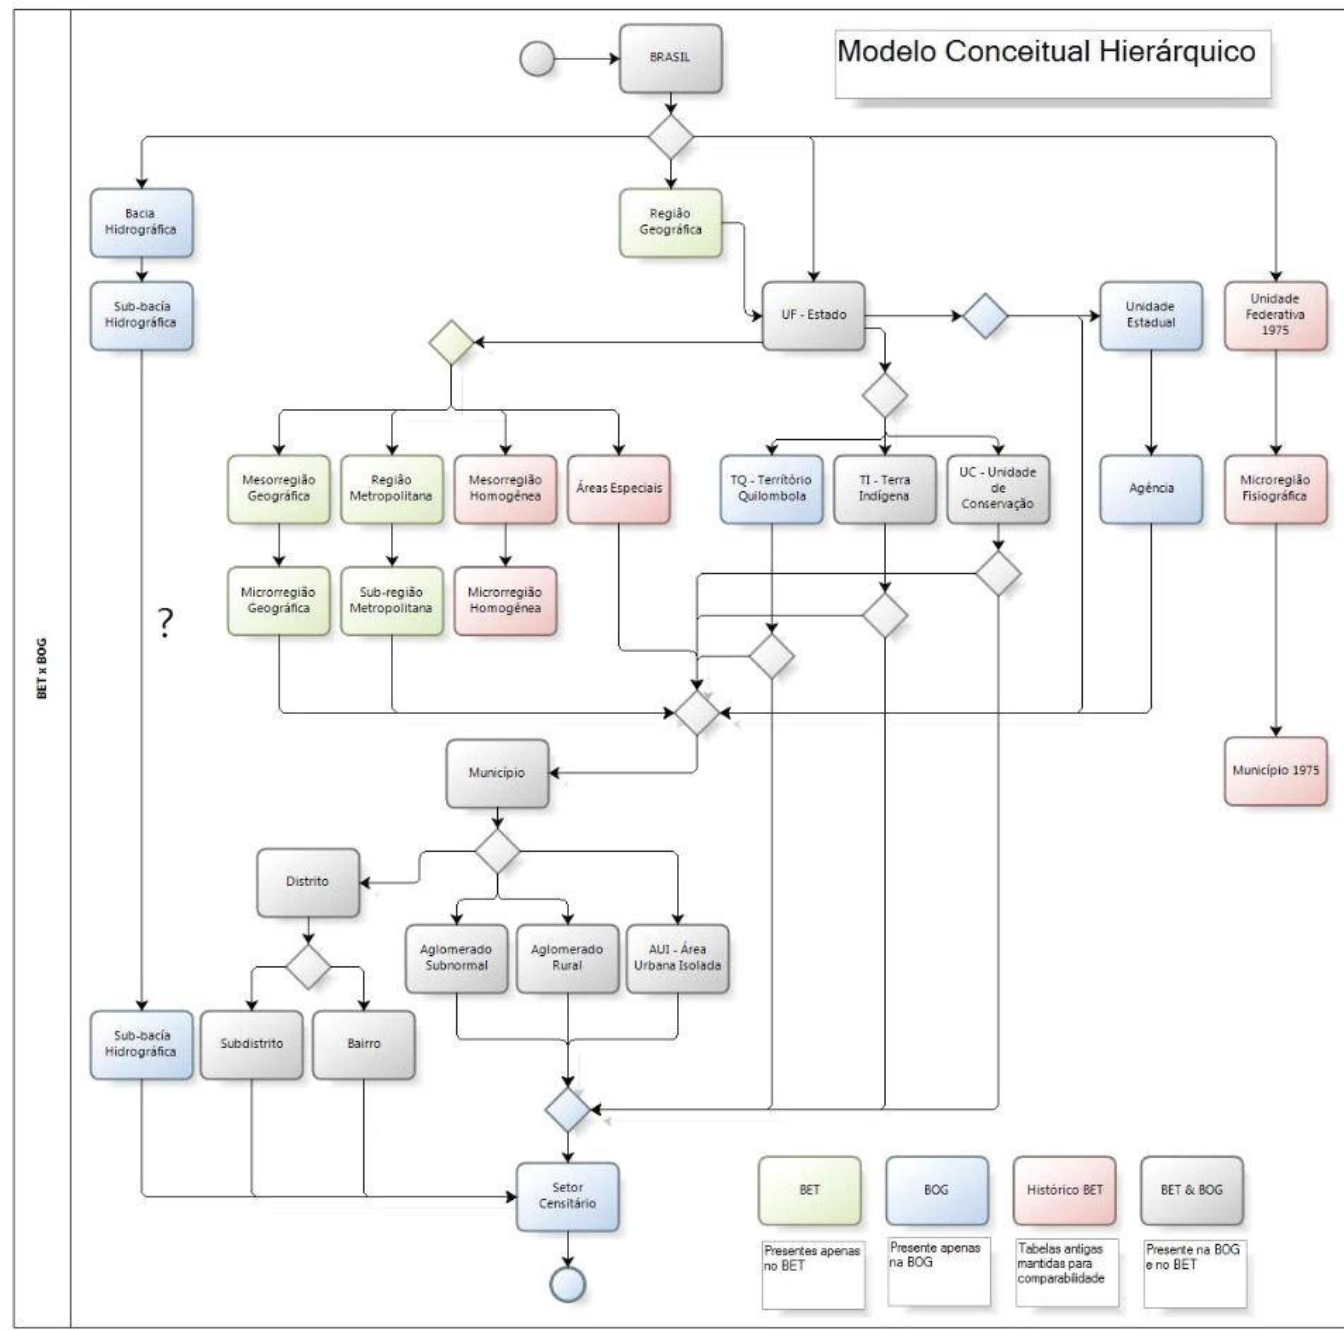 Modelo Conceitual Hierárquico
BRASIL
Bacia
Hidrográfica
Região
Geográfica
Sub-bacía
Hidrográfica
UF - Estado
Unidade
Estadual
Unidade
Federativa
1975
Mesorregião
Geográfica
Região
Metropolitana
Mesorregião
Homogênea
Áreas Especiais
TQ - Território
Quilombola
TI - Terra
Indígena
UC - Unidade
de
Conservação
Agência
Microregião
Fisiográfica
Microrregião
Geográfica
Sub-região
Metropolitana
Microrregião
Homogênea
?
BET x BOG
Município
Município 1975
Distrito
Aglomerado
Subnormal
Aglomerado
Rural
AUI - Área
Urbana Isolada
Sub-bacía
Hidrográfica
Subdistrito
Bairro
Setor
Censitário
BET
BOG
Histórico BET
BET & BOG
Presentes apenas
no BET
Presente apenas
na BOG
Tabelas antigas
mantidas para
comparabilidade
Presente na BOG
e no BET